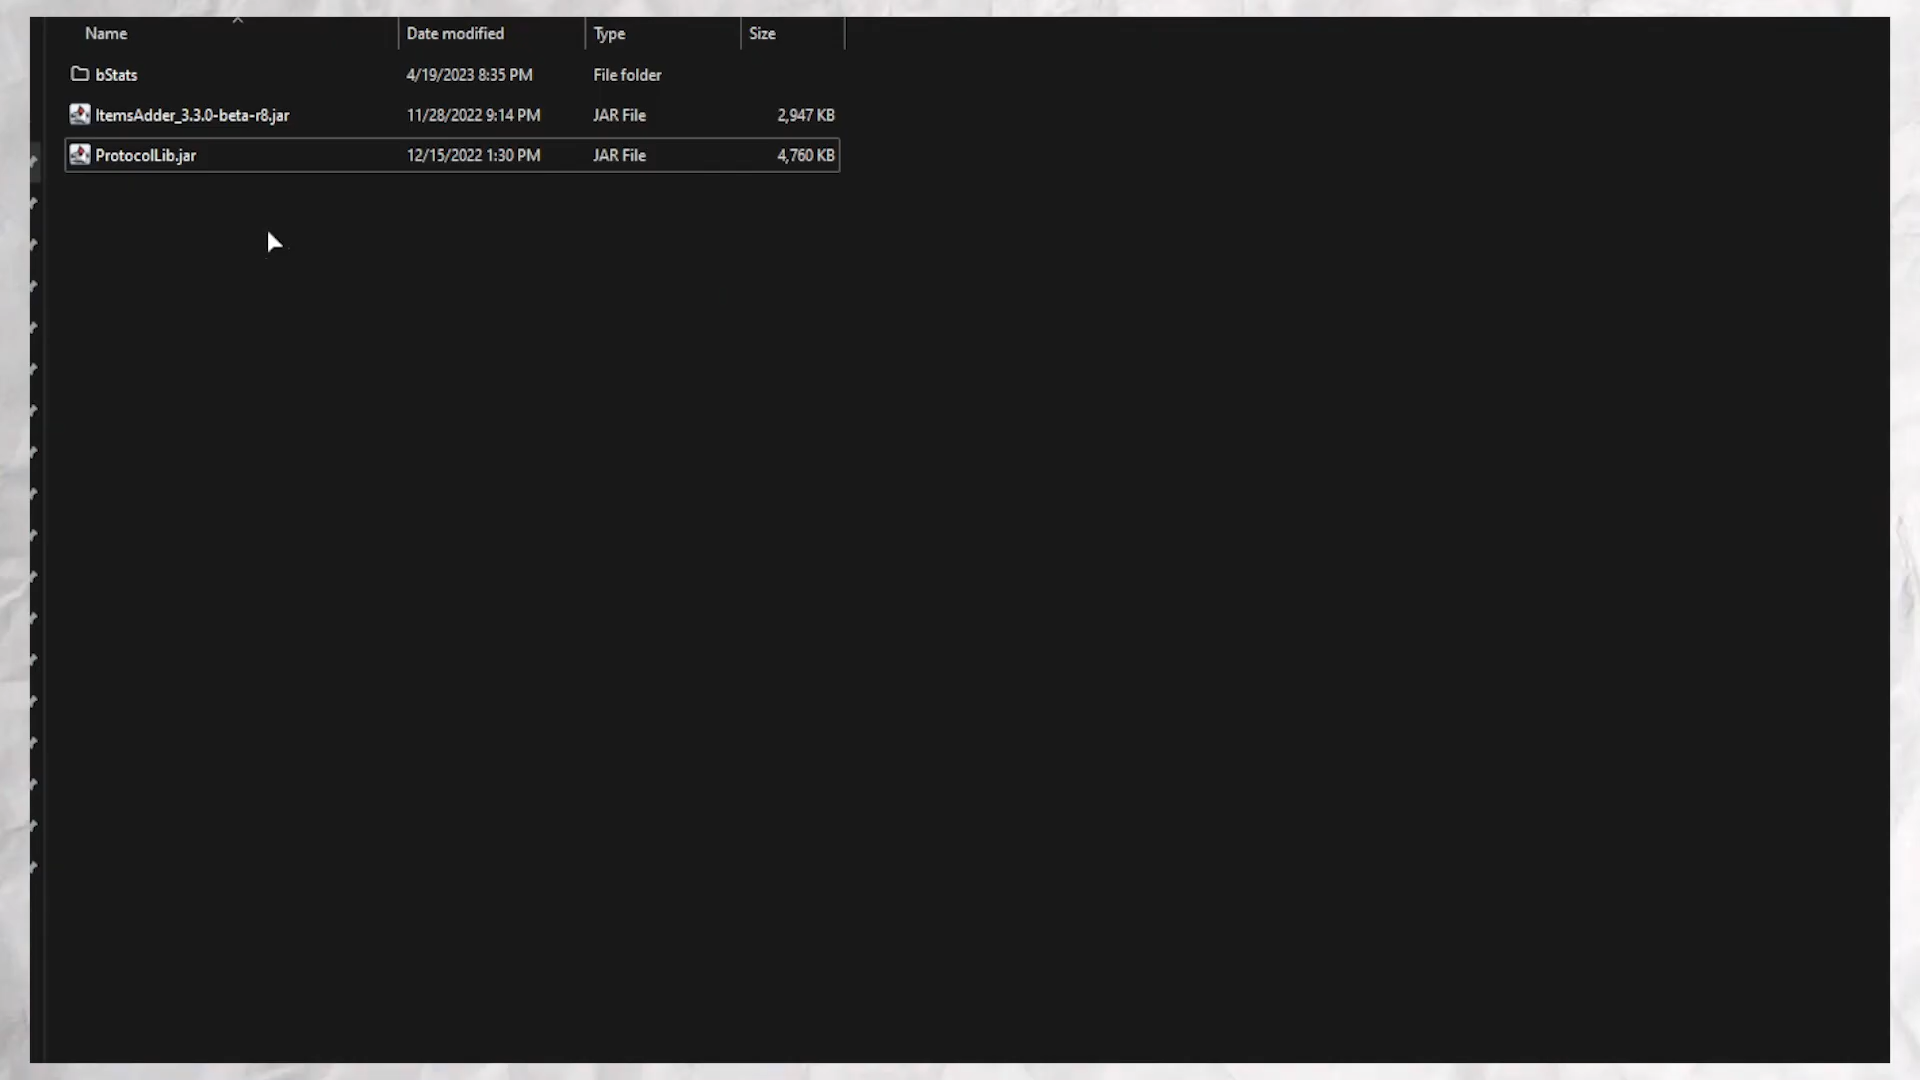 Name Date modified Type Size
bStats 4/19/2023 8:35 PM File folder
ItemsAdder_3.3.0-beta-r8.jar 11/28/2022 9:14 PM JAR File 2,947 KB
ProtocolLib.jar 12/15/2022 1:30 PM JAR File 4,760 KB